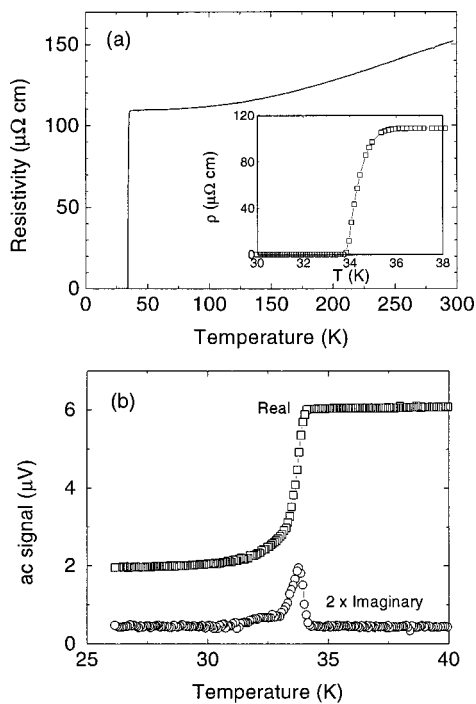 (a)
150
100
50
0
Resistivity (μΩ cm)
0 50 100 150 200 250 300
Temperature (K)
120
80
40
0
ρ (μΩ cm)
30 32 34 36 38
T (K)
(b)
6
4
2
0
ac signal (μV)
Real
2 x Imaginary
25 30 35 40
Temperature (K)